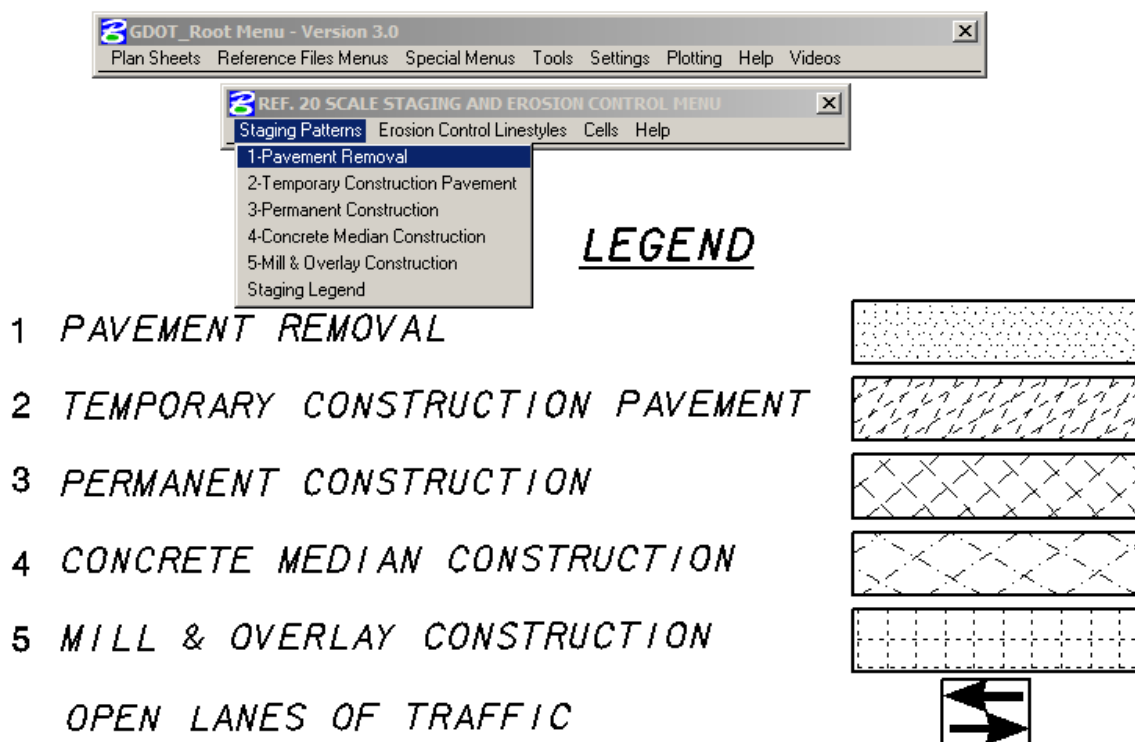 GDOT_Root Menu - Version 3.0
Plan Sheets Reference Files Menus Special Menus Tools Settings Plotting Help Videos
REF. 20 SCALE STAGING AND EROSION CONTROL MENU
Staging Patterns Erosion Control Linestyles Cells Help
1-Pavement Removal
2-Temporary Construction Pavement
3-Permanent Construction
4-Concrete Median Construction
5-Mill & Overlay Construction
Staging Legend
LEGEND
1 PAVEMENT REMOVAL
2 TEMPORARY CONSTRUCTION PAVEMENT
3 PERMANENT CONSTRUCTION
4 CONCRETE MEDIAN CONSTRUCTION
5 MILL & OVERLAY CONSTRUCTION
OPEN LANES OF TRAFFIC